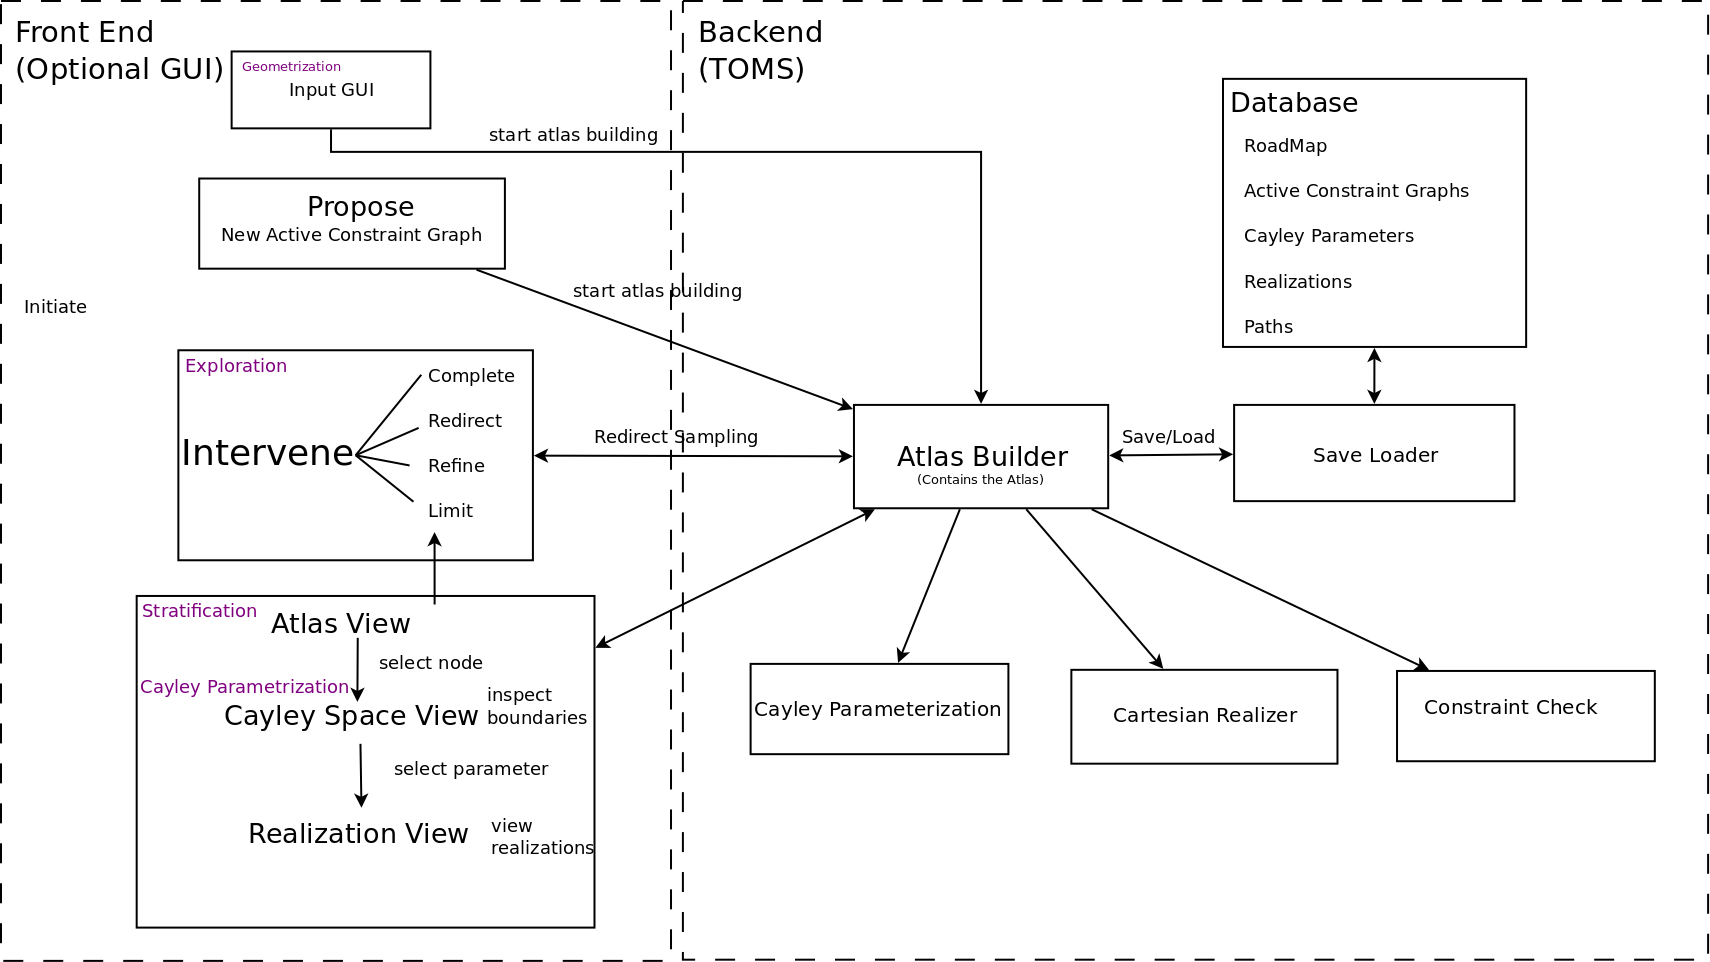 Front End
(Optional GUI)
Geometrization
Input GUI
start atlas building
Propose
New Active Constraint Graph
start atlas building
Initiate
Exploration
Intervene
Complete
Redirect
Refine
Limit
Redirect Sampling
Stratification
Atlas View
select node
Cayley Parametrization
Cayley Space View
inspect
boundaries
select parameter
Realization View
view
realizations
Backend
(TOMS)
Database
RoadMap
Active Constraint Graphs
Cayley Parameters
Realizations
Paths
Atlas Builder
(Contains the Atlas)
Save/Load
Save Loader
Cayley Parameterization
Cartesian Realizer
Constraint Check